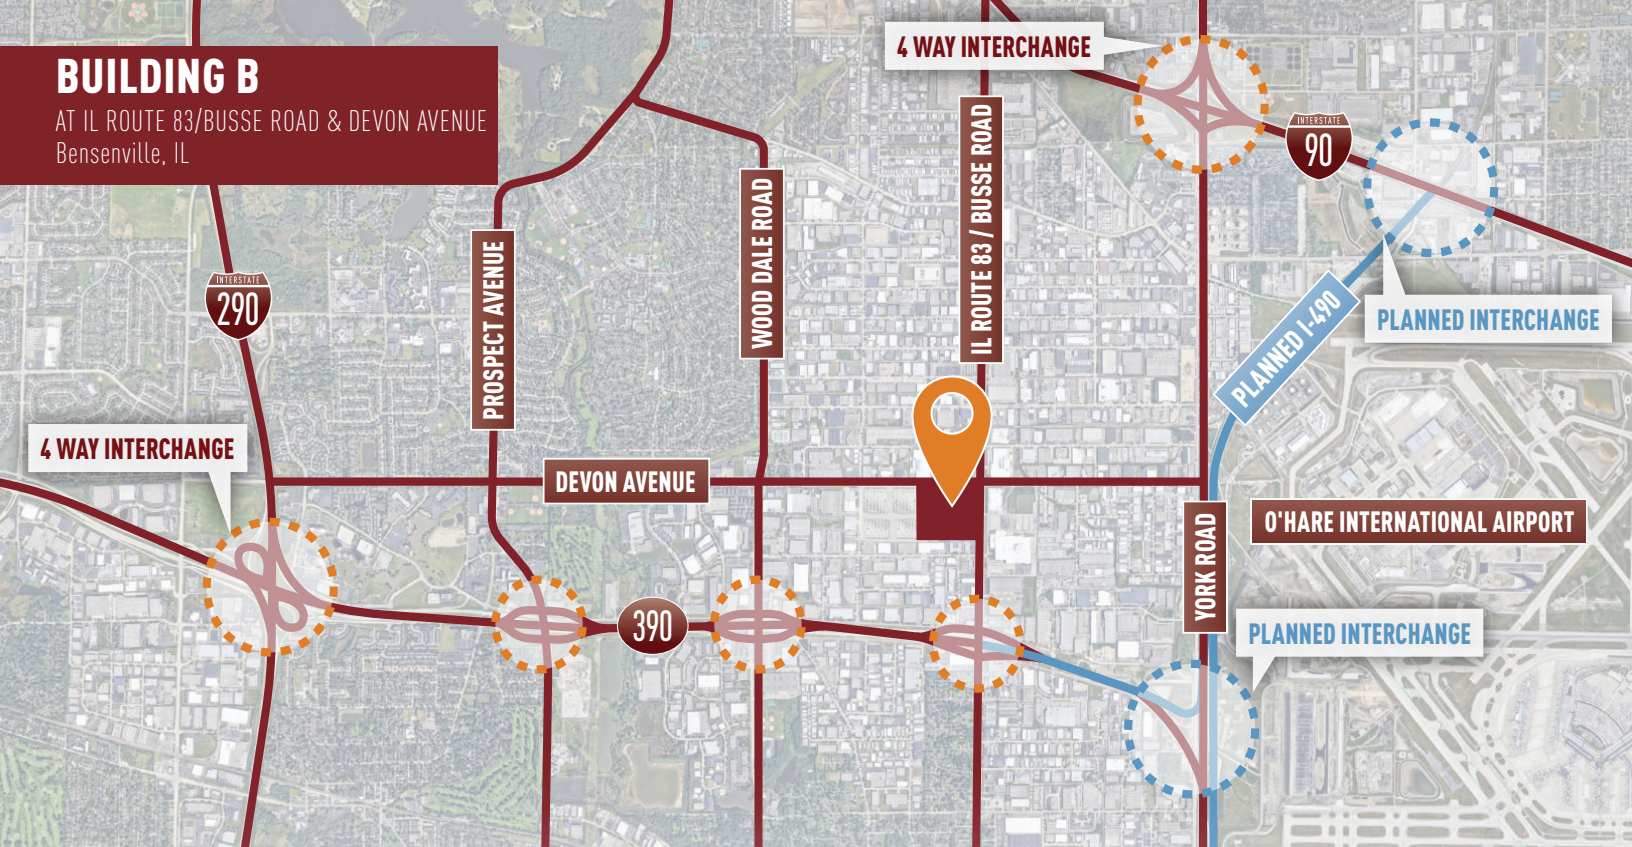 BUILDING B
AT IL ROUTE 83/BUSSE ROAD & DEVON AVENUE
Bensenville, IL
4 WAY INTERCHANGE
INTERSTATE
90
PROSPECT AVENUE
WOOD DALE ROAD
IL ROUTE 83 / BUSSE ROAD
INTERSTATE
290
PLANNED I-490
PLANNED INTERCHANGE
4 WAY INTERCHANGE
DEVON AVENUE
YORK ROAD
O'HARE INTERNATIONAL AIRPORT
390
PLANNED INTERCHANGE